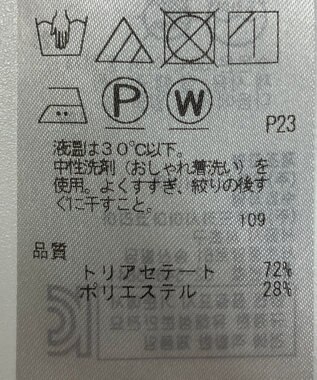 P W
P23
液温は30℃以下。
中性洗剤（おしゃれ着洗い）を
使用。よくすすぎ、絞りの後す
ぐに干すこと。
109
品質
トリアセテート 72%
ポリエステル 28%